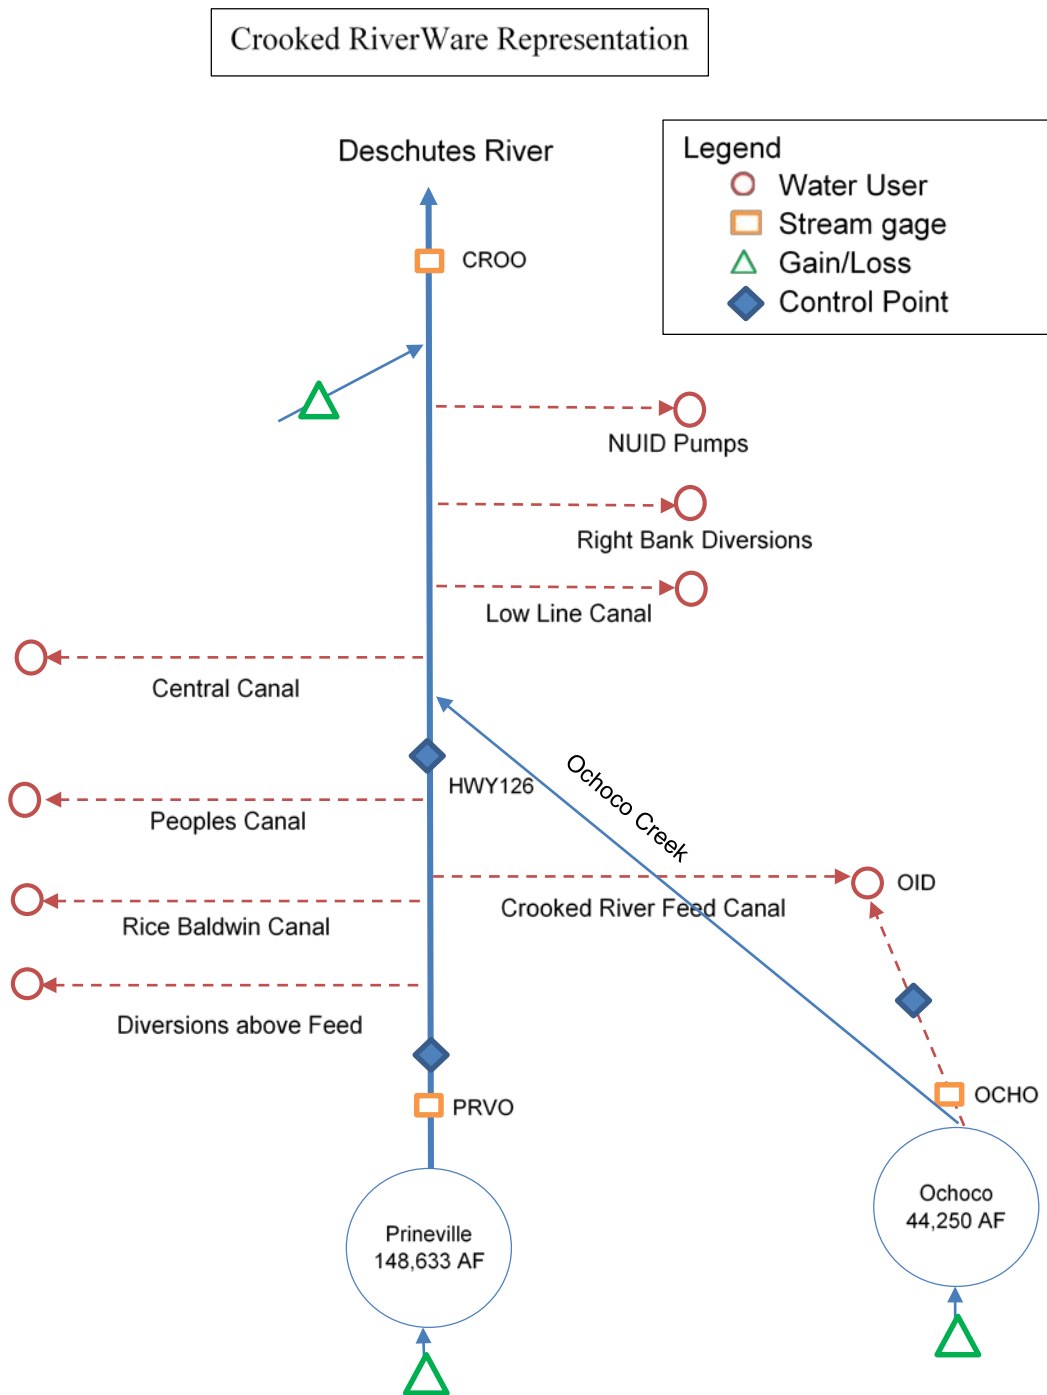 Crooked RiverWare Representation
Deschutes River
Legend
Water User
Stream gage
Gain/Loss
Control Point
CROO
NUID Pumps
Right Bank Diversions
Low Line Canal
Central Canal
HWY126
Ochoco Creek
Peoples Canal
OID
Crooked River Feed Canal
Rice Baldwin Canal
Diversions above Feed
PRVO
OCHO
Ochoco
44,250 AF
Prineville
148,633 AF